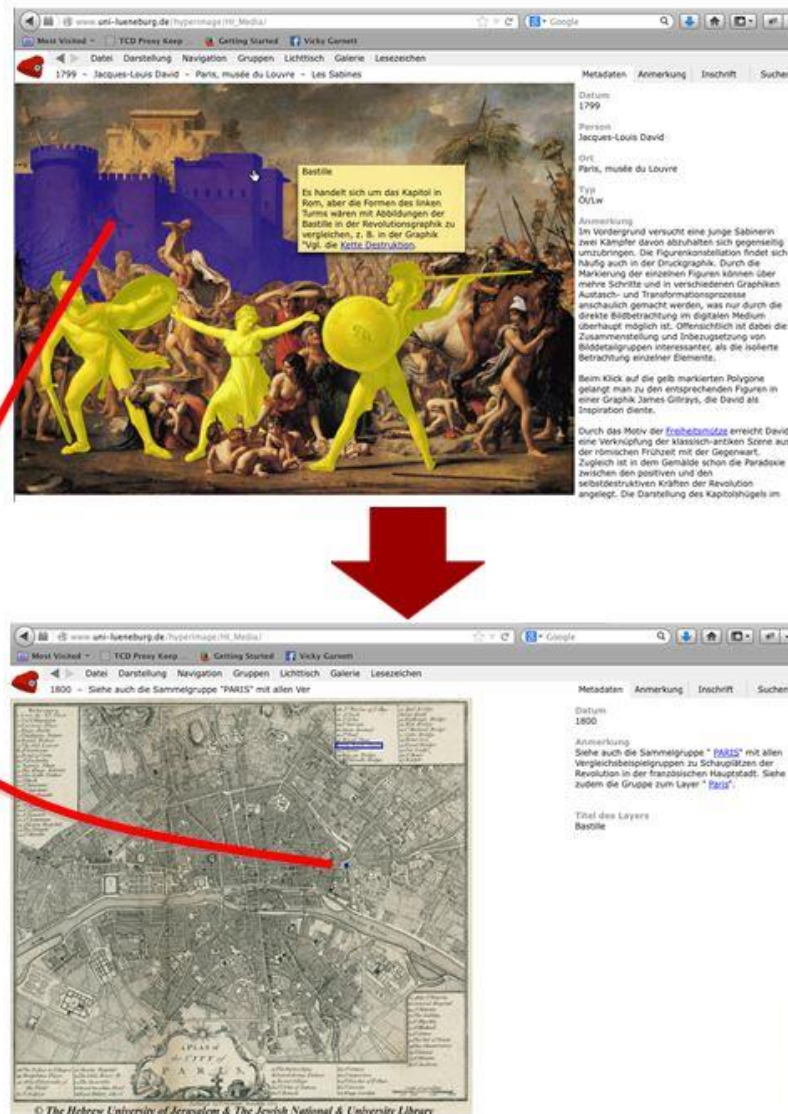 www.uni-lueneburg.de/hyperimage/HI_Media/
Google
Most Visited
TCD Proxy Keep ...
Getting Started
Vicky Garnett
Datei Darstellung Navigation Gruppen Lichttisch Galerie Lesezeichen
1799 - Jacques-Louis David - Paris, musée du Louvre - Les Sabines
Metadaten Anmerkung Inschrift Suchen
Bastille
Es handelt sich um das Kapitol in
Rom, aber die Formen des linken
Turms wären mit Abbildungen der
Bastille in der Revolutionsgraphik zu
vergleichen, z. B. in der Graphik
"Vgl. die Kette Destruktion.
Datum
1799
Person
Jacques-Louis David
Ort
Paris, musée du Louvre
Typ
Öl/Lw
Anmerkung
Im Vordergrund versucht eine junge Sabinerin
zwei Kämpfer davon abzuhalten sich gegenseitig
umzubringen. Die Figurenkonstellation findet sich
häufig auch in der Druckgraphik. Durch die
Markierung der einzelnen Figuren können über
mehre Schritte und in verschiedenen Graphiken
Austasch- und Transformationsprozesse
anschaulich gemacht werden, was nur durch die
direkte Bildbetrachtung im digitalen Medium
überhaupt möglich ist. Offensichtlich ist dabei die
Zusammenstellung und Inbezugsetzung von
Bilddetailgruppen interessanter, als die isolierte
Betrachtung einzelner Elemente.
Beim Klick auf die gelb markierten Polygone
gelangt man zu den entsprechenden Figuren in
einer Graphik James Gillrays, die David als
Inspiration diente.
Durch das Motiv der Freiheitsmütze erreicht David
eine Verknüpfung der klassisch-antiken Szene aus
der römischen Frühzeit mit der Gegenwart.
Zugleich ist in dem Gemälde schon die Paradoxie
zwischen den positiven und den
selbstdestruktiven Kräften der Revolution
angelegt. Die Darstellung des Kapitolshügels im
www.uni-lueneburg.de/hyperimage/HI_Media/
Google
Most Visited
TCD Proxy Keep ...
Getting Started
Vicky Garnett
Datei Darstellung Navigation Gruppen Lichttisch Galerie Lesezeichen
1800 - Siehe auch die Sammelgruppe "PARIS" mit allen Ver
Metadaten Anmerkung Inschrift Suchen
Datum
1800
Anmerkung
Siehe auch die Sammelgruppe " PARIS" mit allen
Vergleichsbeispielgruppen zu Schauplätzen der
Revolution in der französischen Hauptstadt. Siehe
zudem die Gruppe zum Layer " Paris".
Titel des Layers
Bastille
A PLAN of
the CITY of
PARIS.
© The Hebrew University of Jerusalem & The Jewish National & University Library